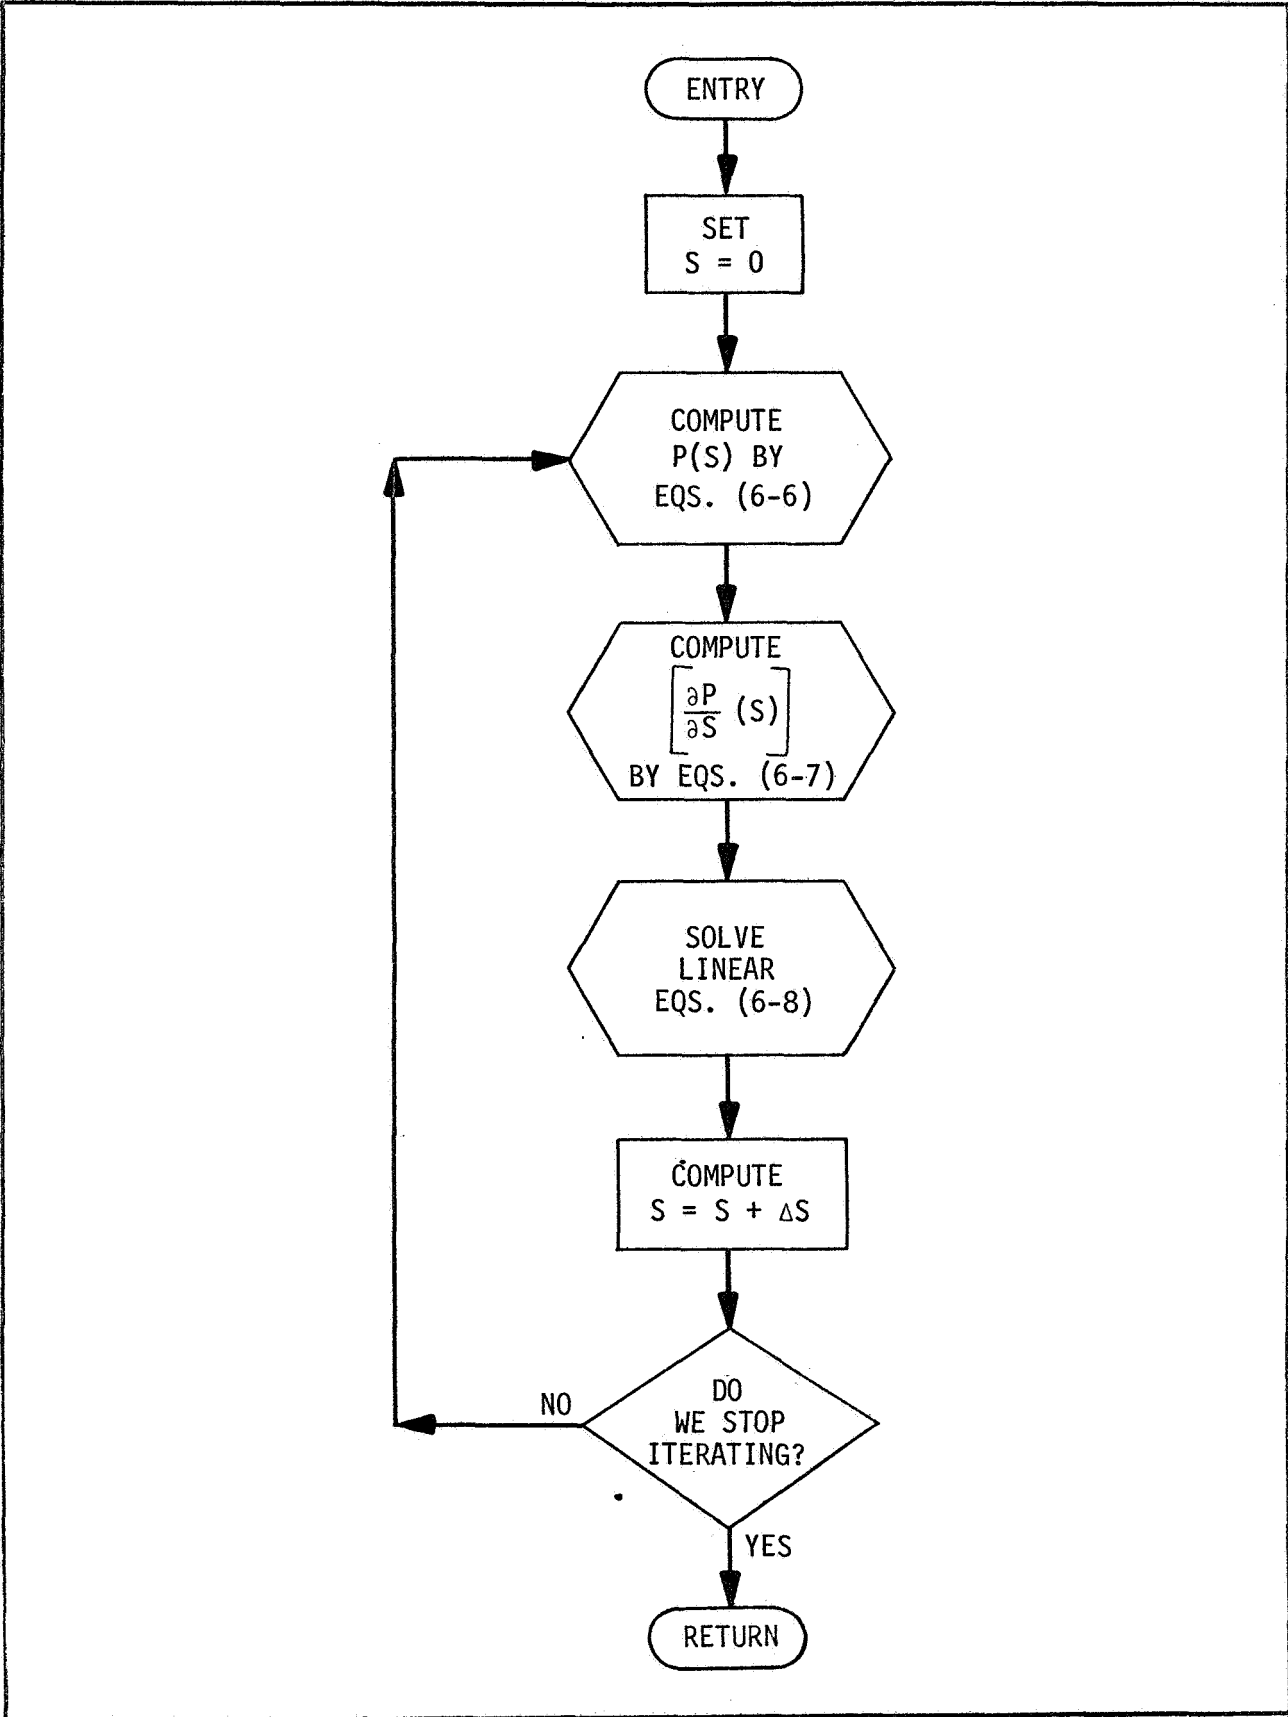 ENTRY
SET
S = 0
COMPUTE
P(S) BY
EQS. (6-6)
COMPUTE
[∂P/∂S (S)]
BY EQS. (6-7)
SOLVE
LINEAR
EQS. (6-8)
COMPUTE
S = S + ΔS
DO
WE STOP
ITERATING?
NO
YES
RETURN